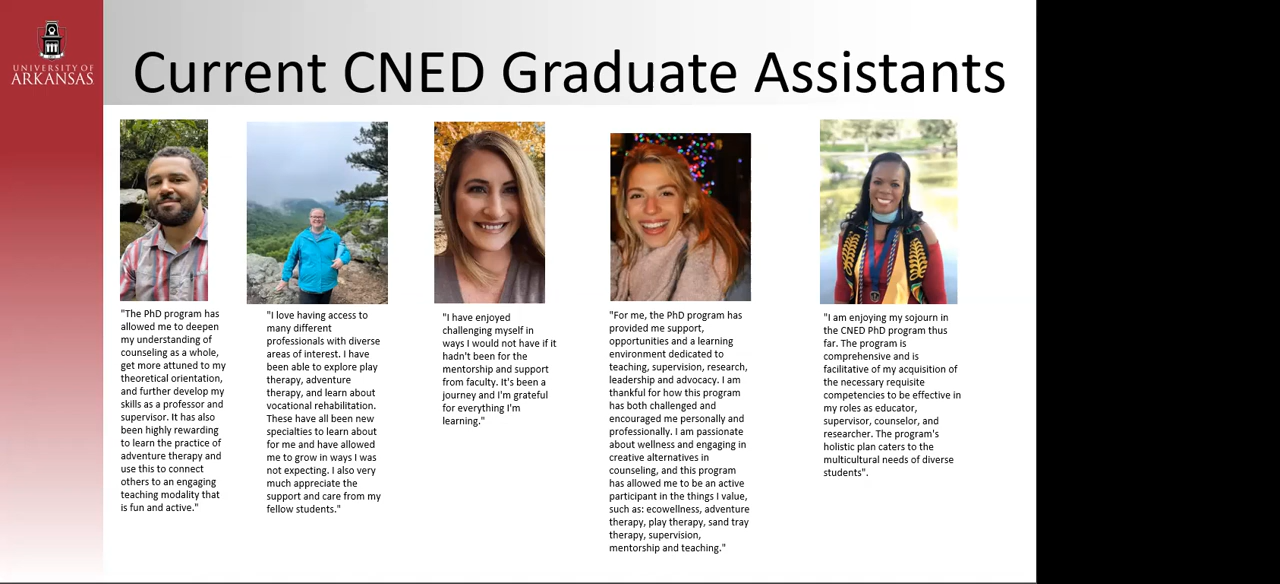 UNIVERSITY OF
ARKANSAS
Current CNED Graduate Assistants
"The PhD program has
allowed me to deepen
my understanding of
counseling as a whole,
get more attuned to my
theoretical orientation,
and further develop my
skills as a professor and
supervisor. It has also
been highly rewarding
to learn the practice of
adventure therapy and
use this to connect
others to an engaging
teaching modality that
is fun and active."
"I love having access to
many different
professionals with diverse
areas of interest. I have
been able to explore play
therapy, adventure
therapy, and learn about
vocational rehabilitation.
These have all been new
specialties to learn about
for me and have allowed
me to grow in ways I was
not expecting. I also very
much appreciate the
support and care from my
fellow students."
"I have enjoyed
challenging myself in
ways I would not have if it
hadn't been for the
mentorship and support
from faculty. It's been a
journey and I'm grateful
for everything I'm
learning."
"For me, the PhD program has
provided me support,
opportunities and a learning
environment dedicated to
teaching, supervision, research,
leadership and advocacy. I am
thankful for how this program
has both challenged and
encouraged me personally and
professionally. I am passionate
about wellness and engaging in
creative alternatives in
counseling, and this program
has allowed me to be an active
participant in the things I value,
such as: ecowellness, adventure
therapy, play therapy, sand tray
therapy, supervision,
mentorship and teaching."
"I am enjoying my sojourn in
the CNED PhD program thus
far. The program is
comprehensive and is
facilitative of my acquisition of
the necessary requisite
competencies to be effective in
my roles as educator,
supervisor, counselor, and
researcher. The program's
holistic plan caters to the
multicultural needs of diverse
students".